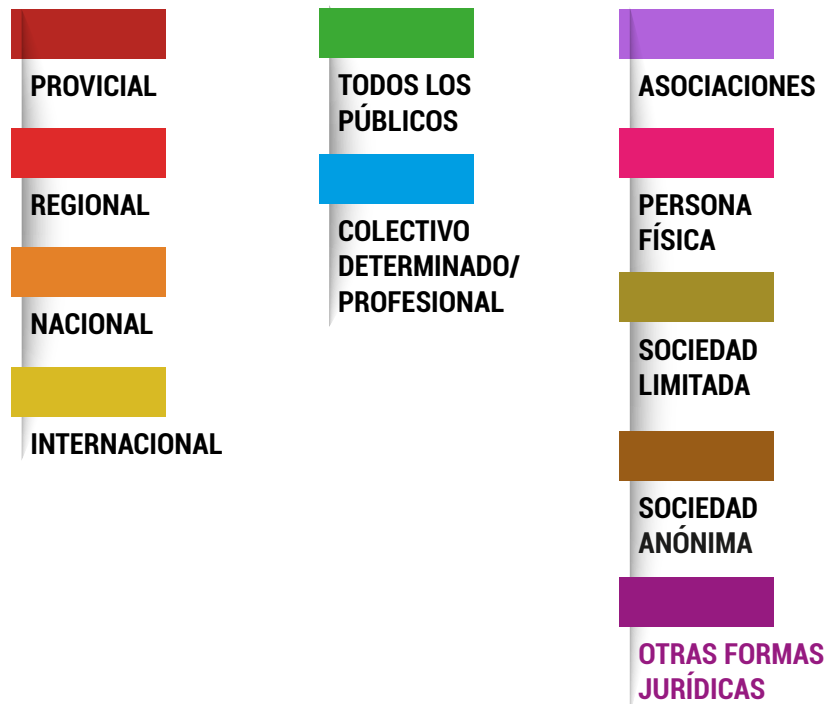 PROVICIAL
REGIONAL
NACIONAL
INTERNACIONAL
TODOS LOS
PÚBLICOS
COLECTIVO
DETERMINADO/
PROFESIONAL
ASOCIACIONES
PERSONA
FÍSICA
SOCIEDAD
LIMITADA
SOCIEDAD
ANÓNIMA
OTRAS FORMAS
JURÍDICAS